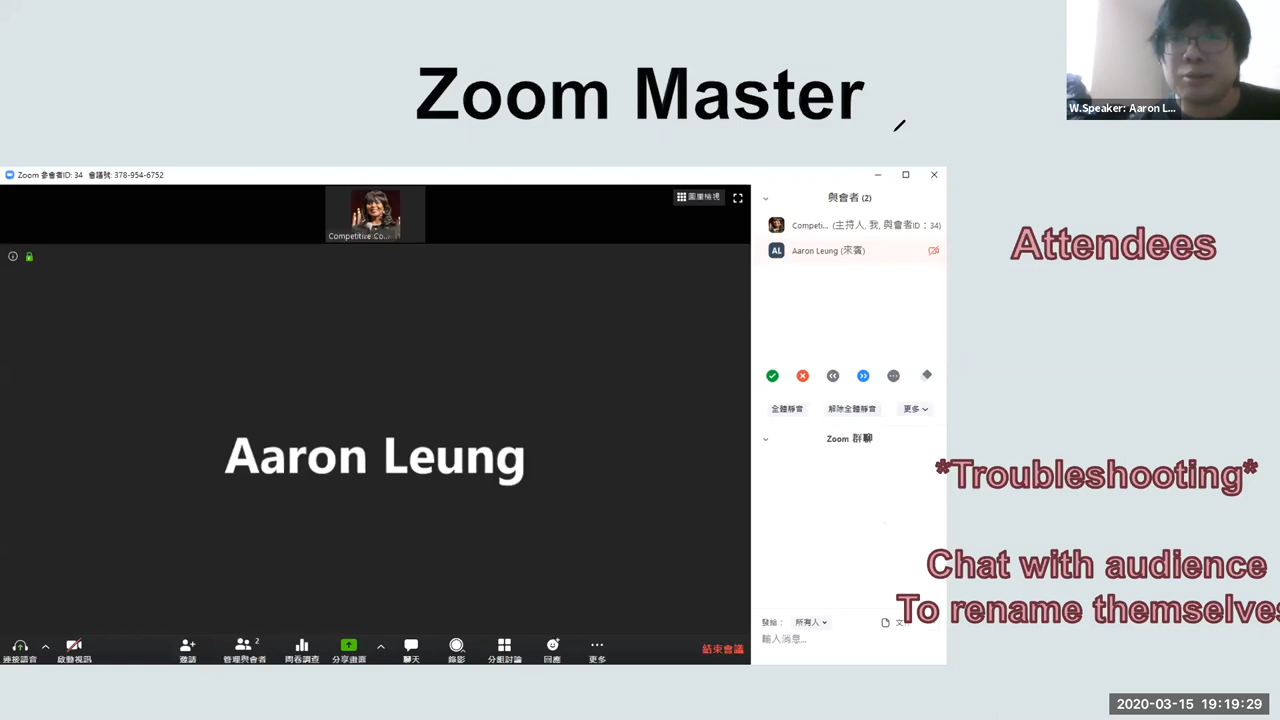 Zoom Master
W.Speaker: Aaron L...
Zoom 參會者ID: 34 會議號: 378-954-6752
圖庫檢視
與會者 (2)
Competitive Co...
Competi... (主持人, 我, 與會者ID：34)
AL
Aaron Leung (來賓)
Attendees
全體靜音
解除全體靜音
更多
Zoom 群聊
Aaron Leung
*Troubleshooting*
Chat with audience
To rename themselves
發給：
所有人
輸入消息...
2
連接語音
啟動視訊
邀請
管理與會者
問卷調查
分享畫面
聊天
錄影
分組討論
回應
更多
結束會議
2020-03-15 19:19:29